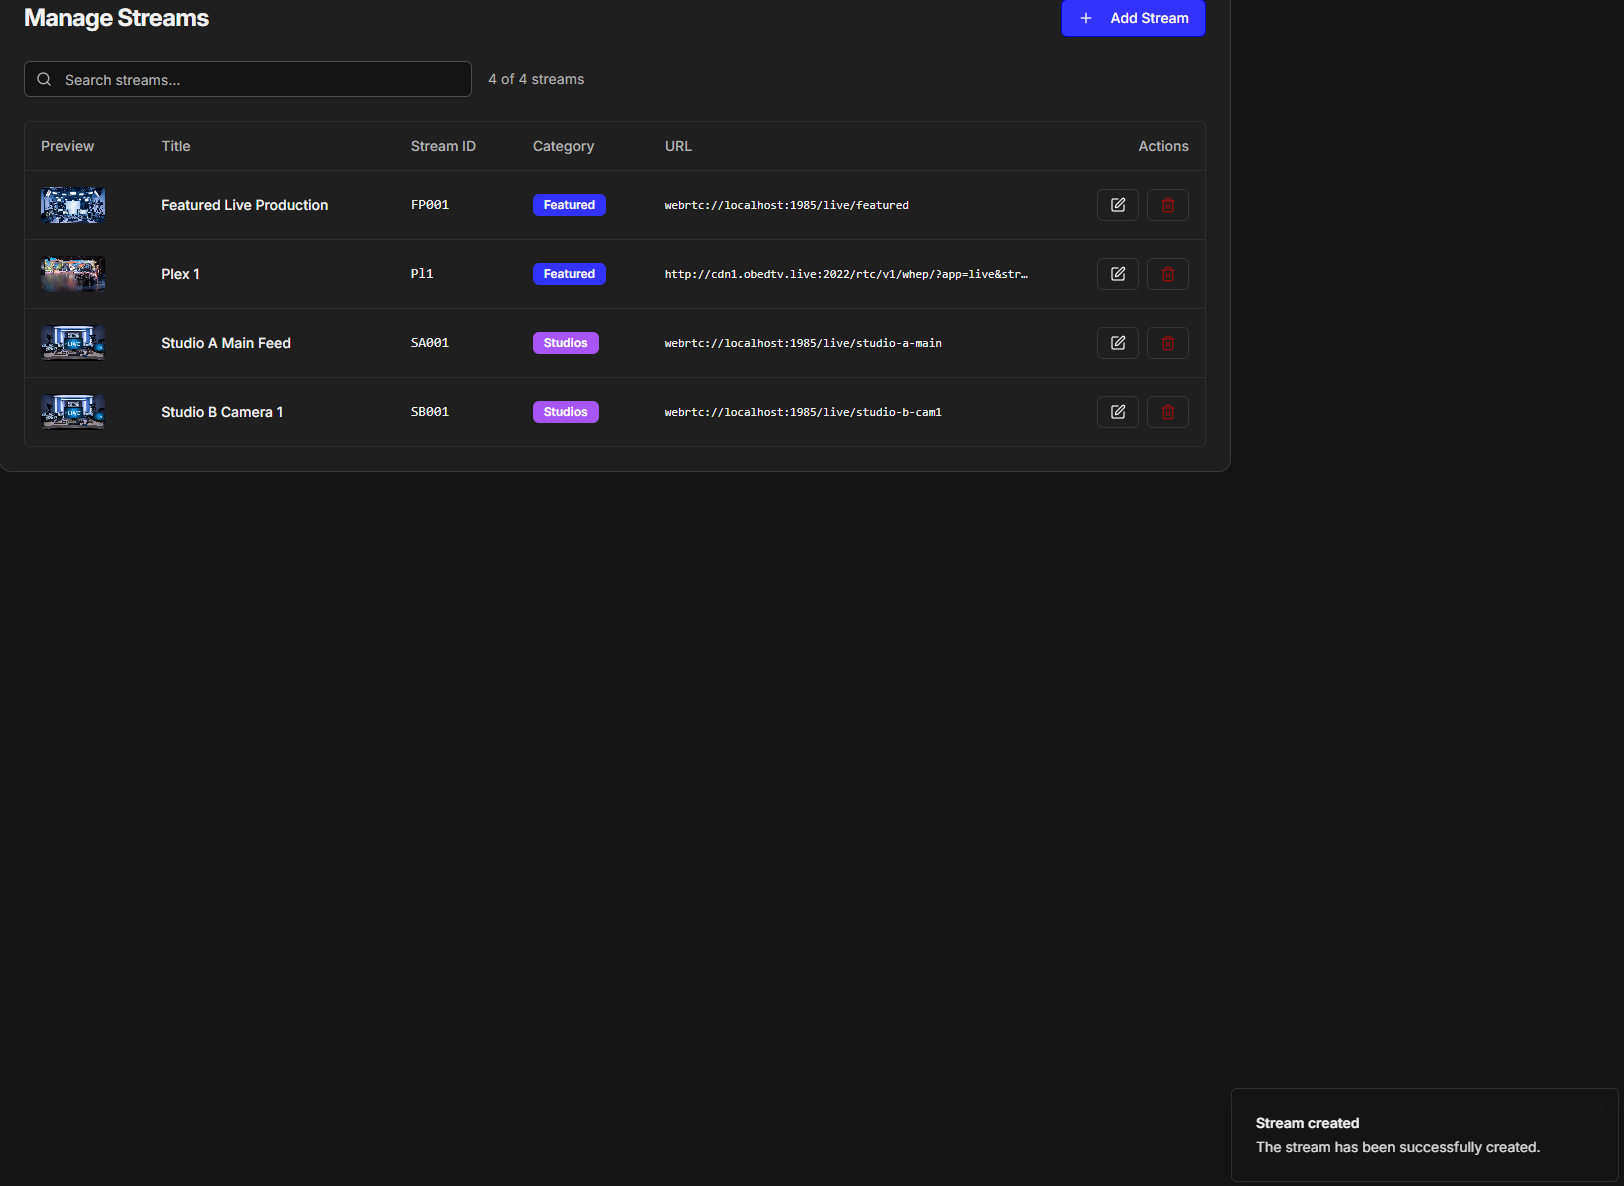 Manage Streams
+ Add Stream
Search streams...
4 of 4 streams
Preview Title Stream ID Category URL Actions
Featured Live Production FP001 Featured webrtc://localhost:1985/live/featured
Plex 1 Pl1 Featured http://cdn1.obedtv.live:2022/rtc/v1/whep/?app=live&str…
Studio A Main Feed SA001 Studios webrtc://localhost:1985/live/studio-a-main
Studio B Camera 1 SB001 Studios webrtc://localhost:1985/live/studio-b-cam1
Stream created
The stream has been successfully created.